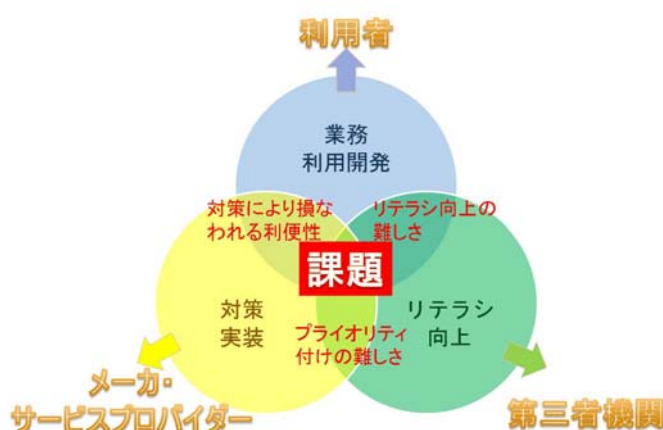 利用者
業務
利用開発
対策により損な
われる利便性
リテラシ向上の
難しさ
課題
対策
実装
プライオリティ
付けの難しさ
リテラシ
向上
メーカ・
サービスプロバイダー
第三者機関